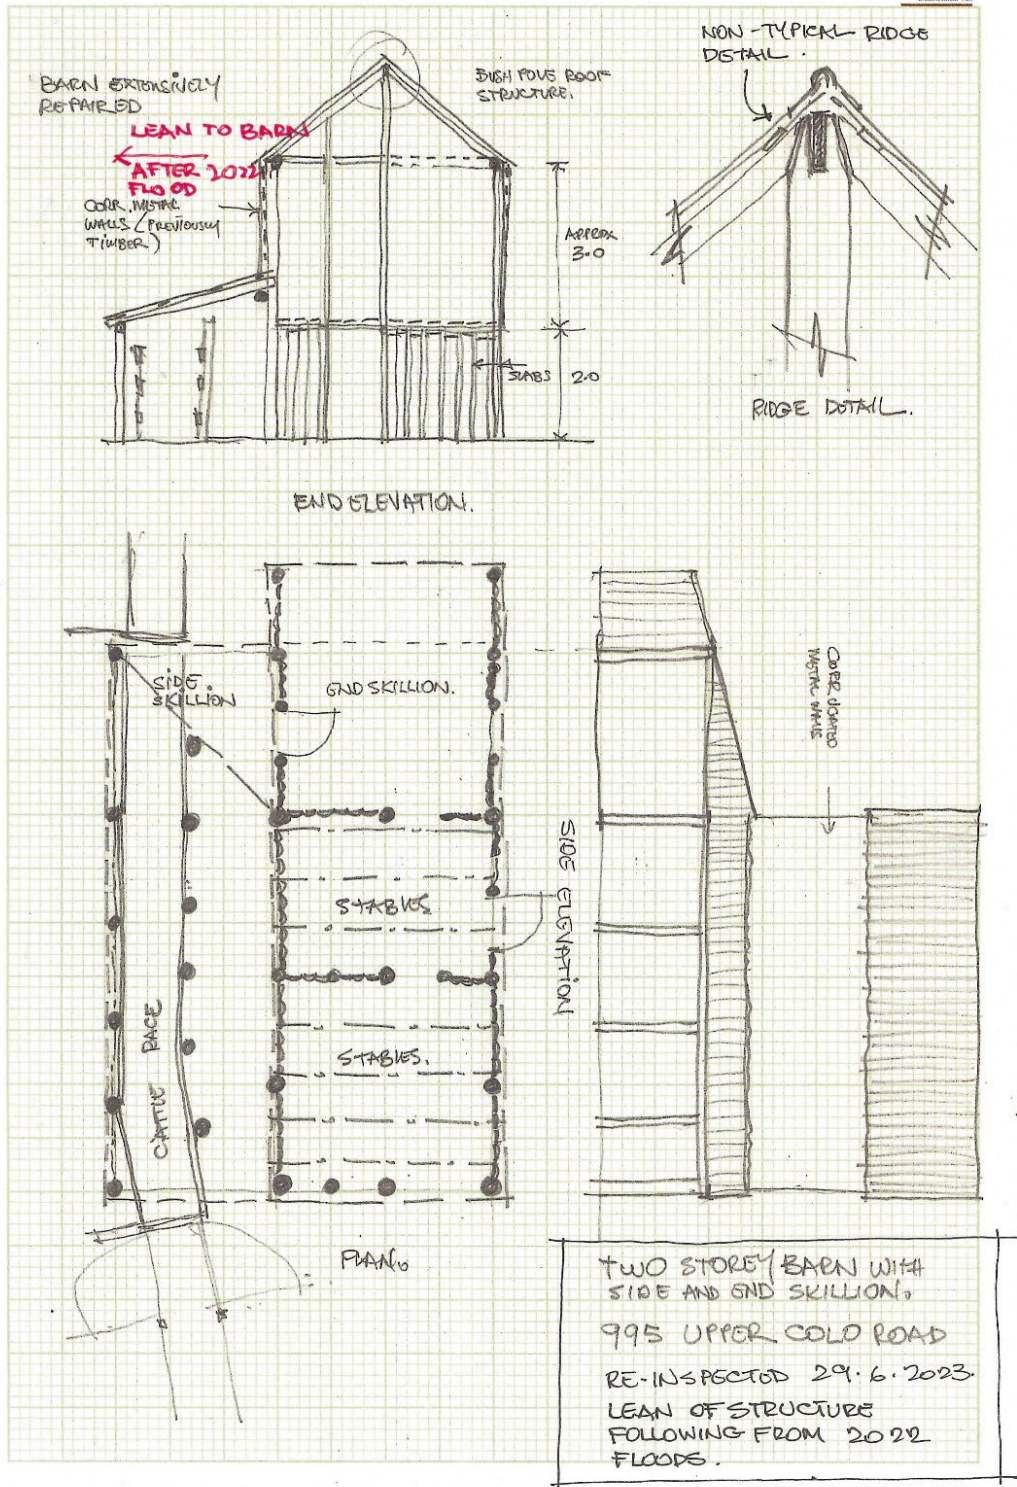 NON-TYPICAL RIDGE
DETAIL.
BARN EXTENSIVELY
REPAIRED
BUSH POLE ROOF
STRUCTURE.
LEAN TO BARN
AFTER 2022
FLOOD
CORR. METAL
WALLS (PREVIOUSLY
TIMBER)
APPROX
3.0
SLABS
2.0
RIDGE DETAIL.
END ELEVATION.
SIDE
SKILLION
END SKILLION.
CORRUGATED
METAL WALLS
SIDE ELEVATION
STABLES
STABLES.
CATTLE RACE
PLAN.
TWO STOREY BARN WITH
SIDE AND END SKILLION.
995 UPPER COLO ROAD
RE-INSPECTED 29.6.2023.
LEAN OF STRUCTURE
FOLLOWING FROM 2022
FLOODS.